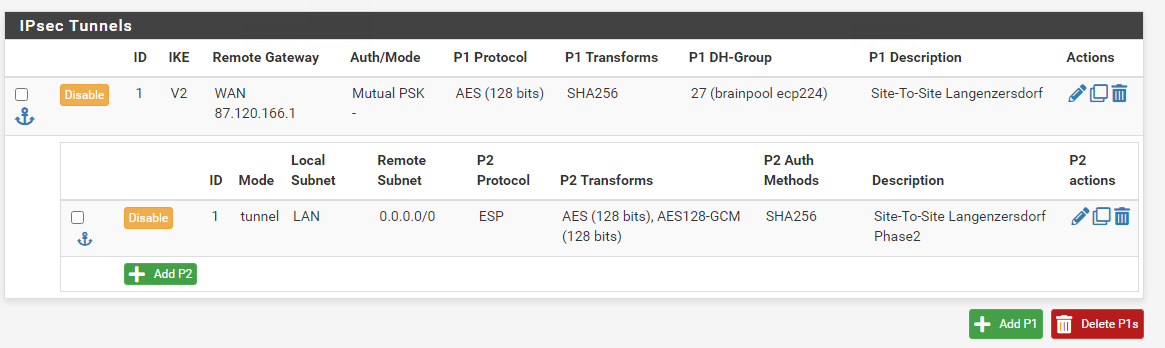 IPsec Tunnels
ID IKE Remote Gateway Auth/Mode P1 Protocol P1 Transforms P1 DH-Group P1 Description Actions
Disable 1 V2 WAN Mutual PSK AES (128 bits) SHA256 27 (brainpool ecp224) Site-To-Site Langenzersdorf
87.120.166.1 -
Local Remote P2 P2 Auth P2
ID Mode Subnet Subnet Protocol P2 Transforms Methods Description actions
Disable 1 tunnel LAN 0.0.0.0/0 ESP AES (128 bits), AES128-GCM SHA256 Site-To-Site Langenzersdorf
(128 bits) Phase2
Add P2
Add P1 Delete P1s